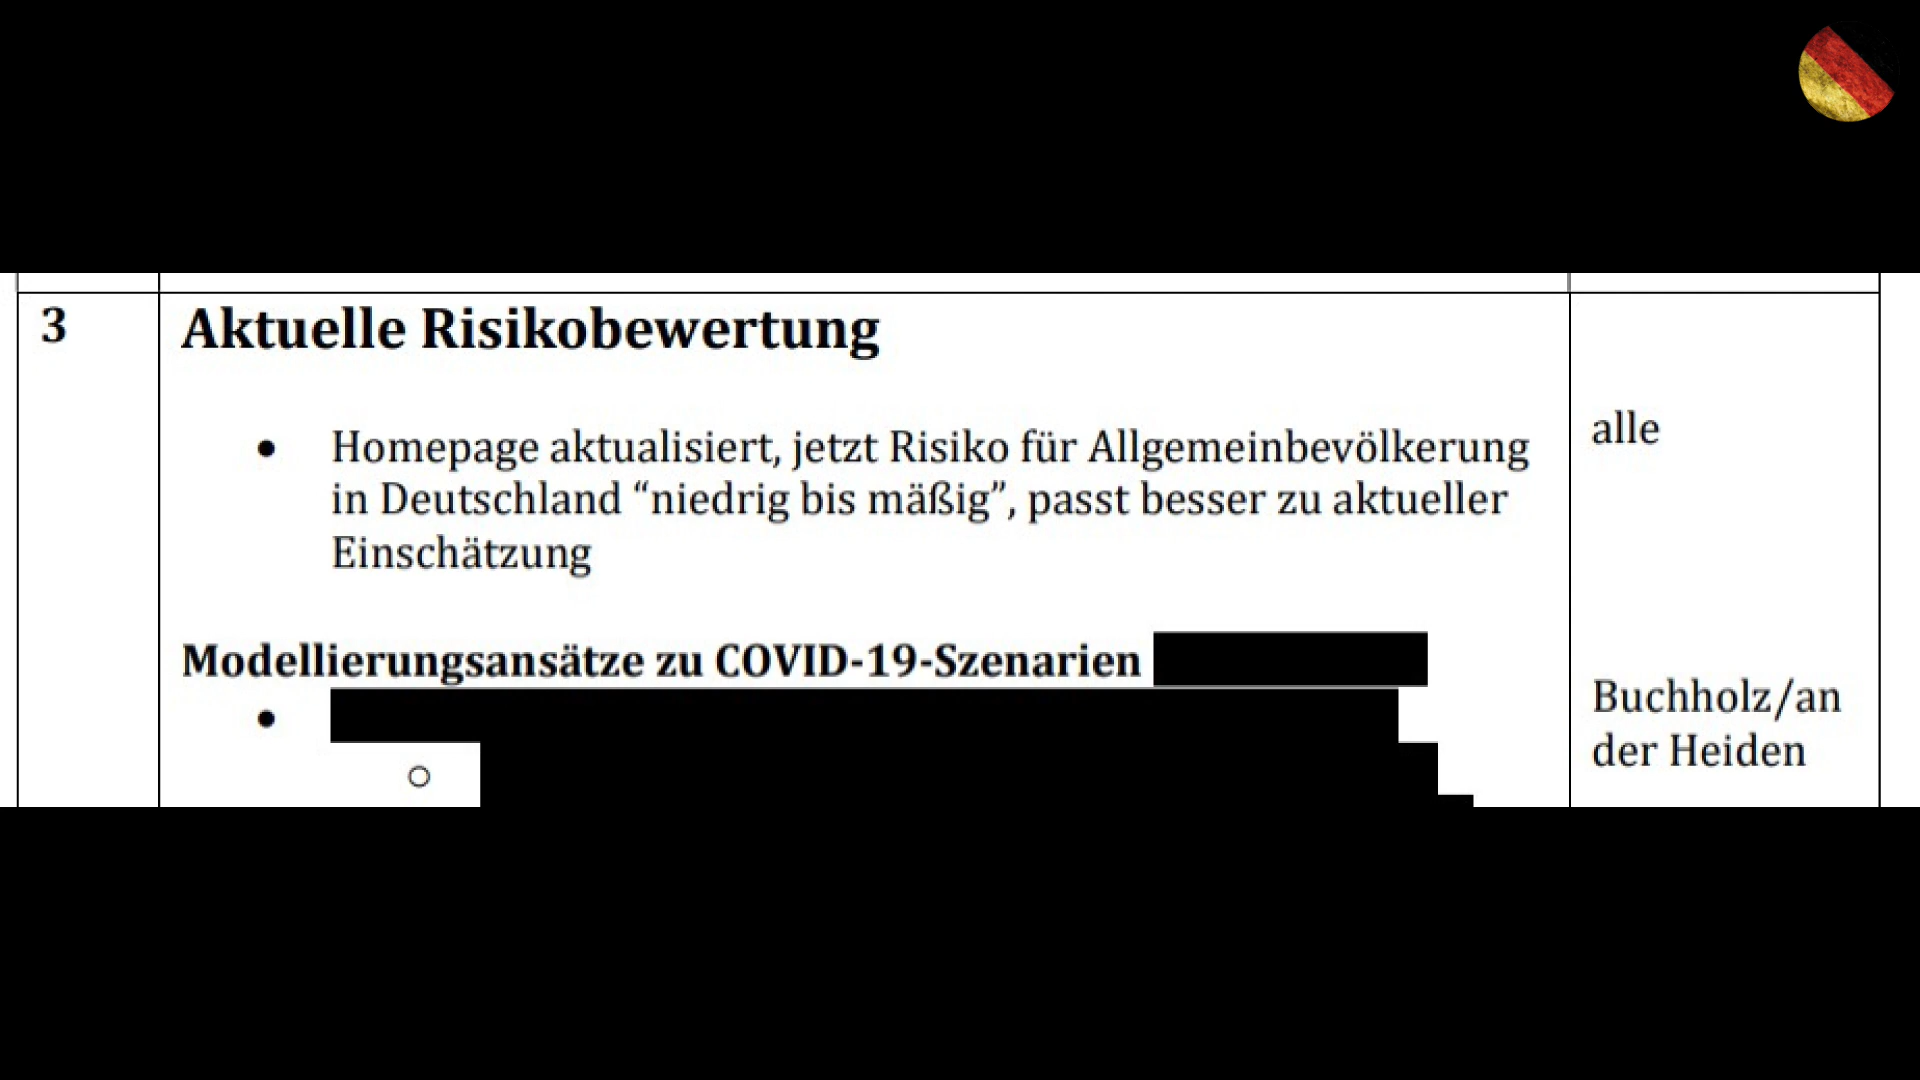 3
Aktuelle Risikobewertung
• Homepage aktualisiert, jetzt Risiko für Allgemeinbevölkerung
in Deutschland “niedrig bis mäßig”, passt besser zu aktueller
Einschätzung
alle
Modellierungsansätze zu COVID-19-Szenarien
Buchholz/an
der Heiden